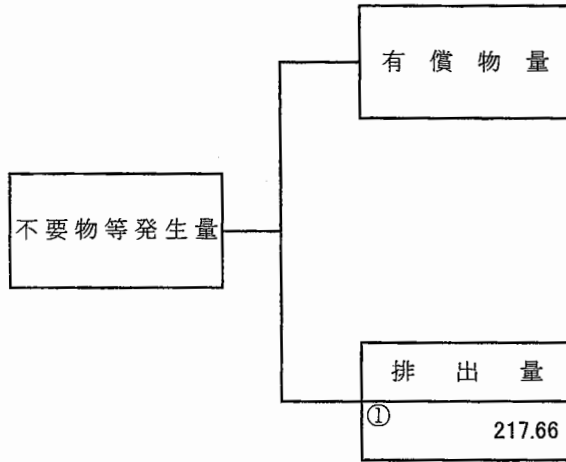 有償物量
不要物等発生量
排出量
①
217.66